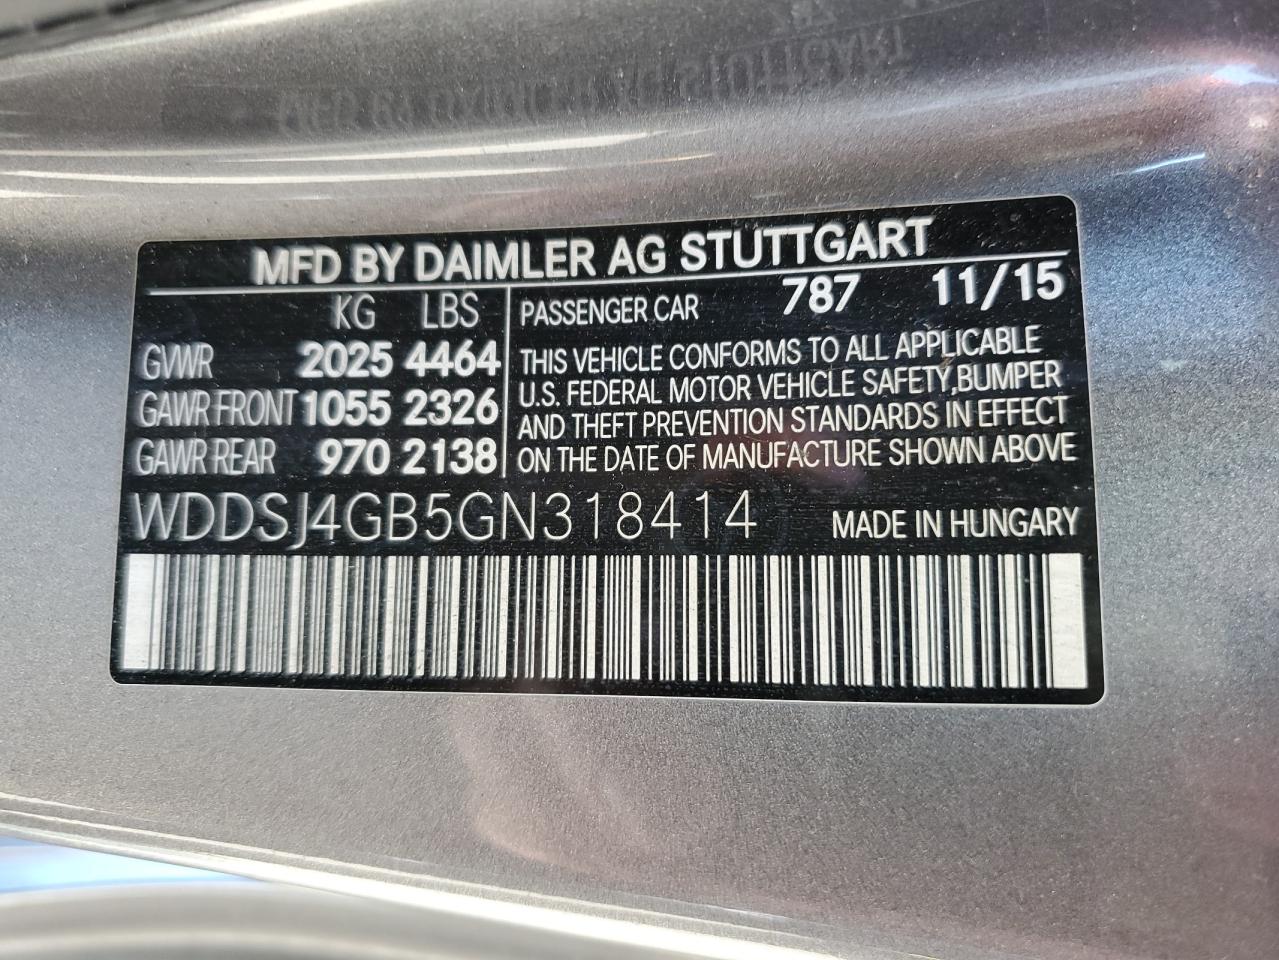 MFD BY DAIMLER AG STUTTGART
KG LBS
GVWR 2025 4464
GAWR FRONT 1055 2326
GAWR REAR 970 2138
PASSENGER CAR 787 11/15
THIS VEHICLE CONFORMS TO ALL APPLICABLE
U.S. FEDERAL MOTOR VEHICLE SAFETY,BUMPER
AND THEFT PREVENTION STANDARDS IN EFFECT
ON THE DATE OF MANUFACTURE SHOWN ABOVE
WDDSJ4GB5GN318414 MADE IN HUNGARY